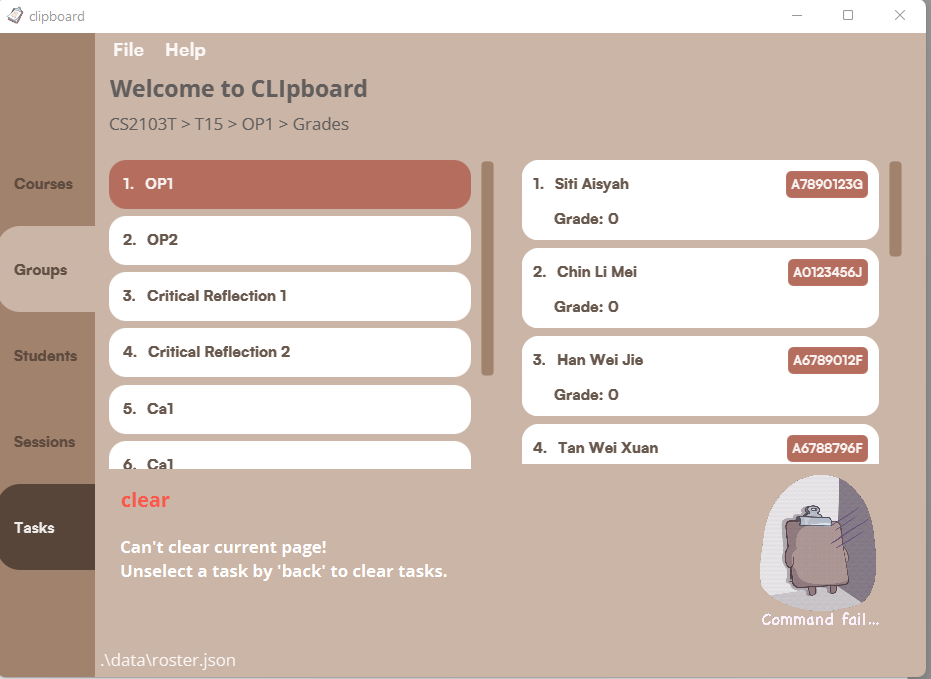 clipboard
File Help
Welcome to CLIpboard
CS2103T > T15 > OP1 > Grades
Courses
Groups
Students
Sessions
Tasks
1. OP1
2. OP2
3. Critical Reflection 1
4. Critical Reflection 2
5. Ca1
6. Ca1
1. Siti Aisyah A7890123G
Grade: 0
2. Chin Li Mei A0123456J
Grade: 0
3. Han Wei Jie A6789012F
Grade: 0
4. Tan Wei Xuan A6788796F
clear
Can't clear current page!
Unselect a task by 'back' to clear tasks.
Command fail...
.\data\roster.json